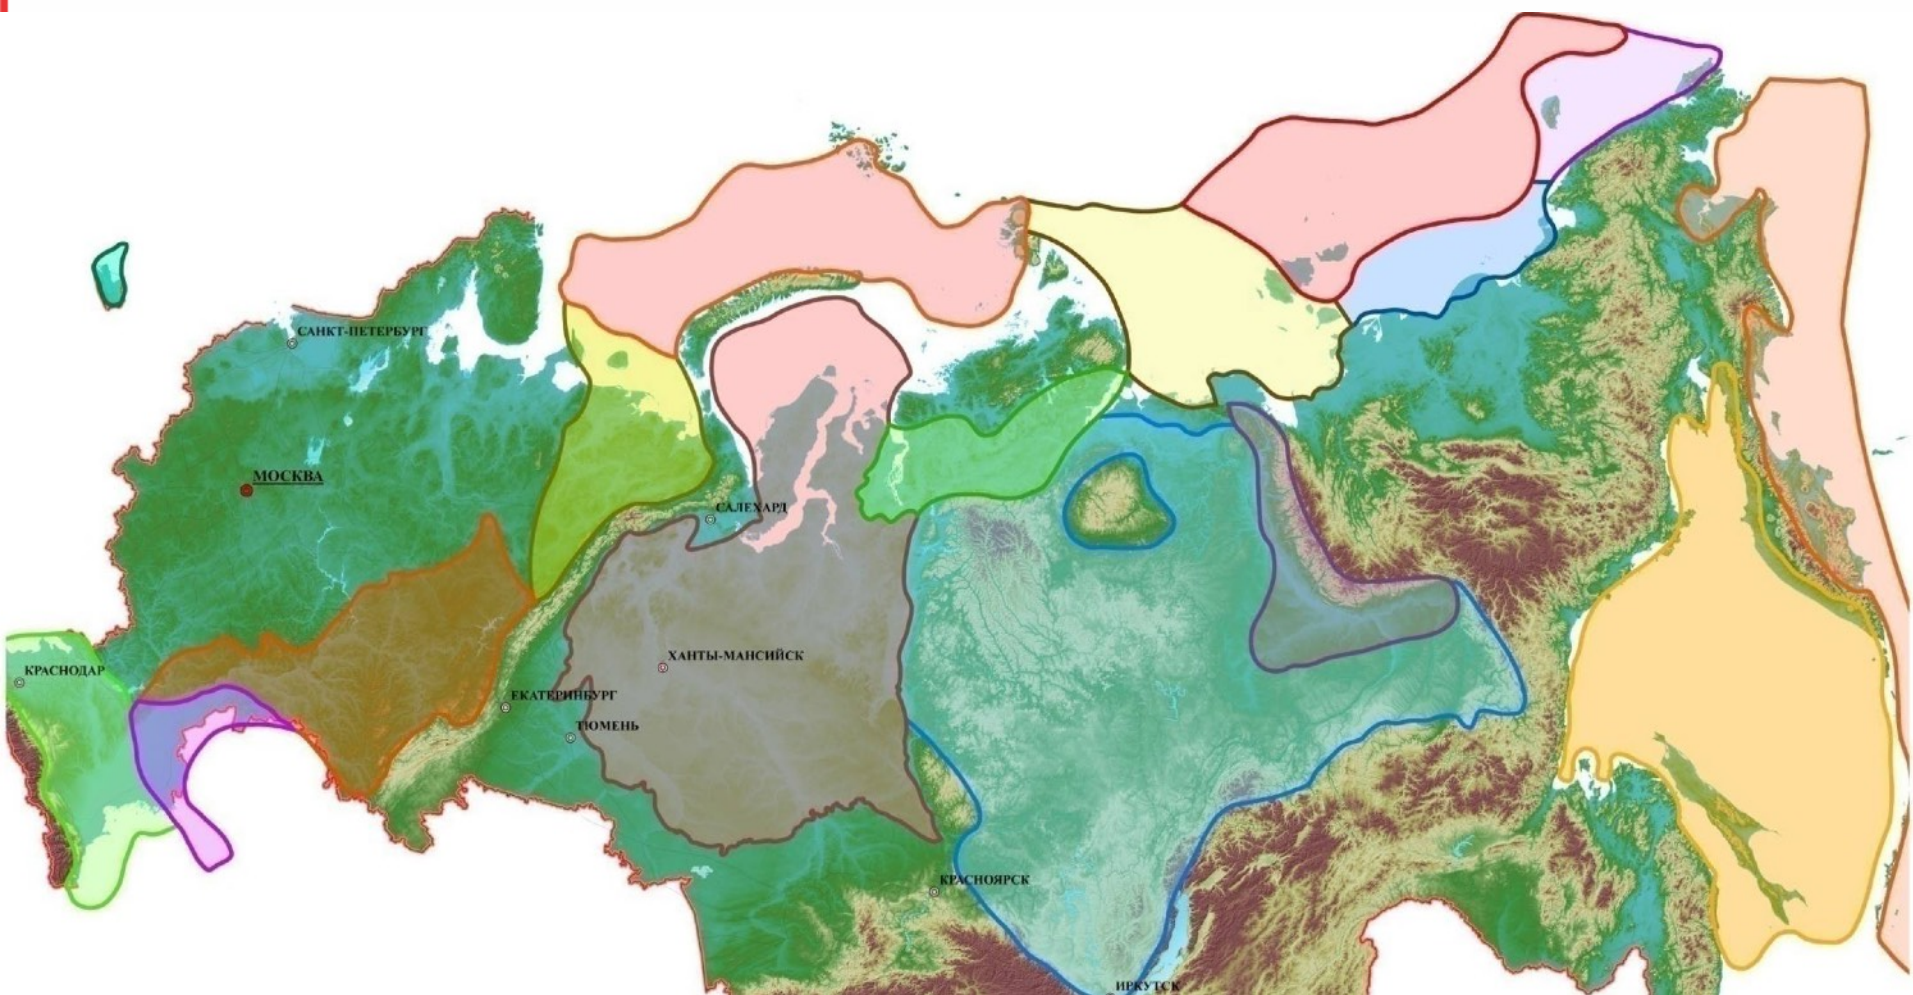 САНКТ-ПЕТЕРБУРГ
МОСКВА
САЛЕХАРД
ХАНТЫ-МАНСИЙСК
КРАСНОДАР
ЕКАТЕРИНБУРГ
ТЮМЕНЬ
КРАСНОЯРСК
ИРКУТСК